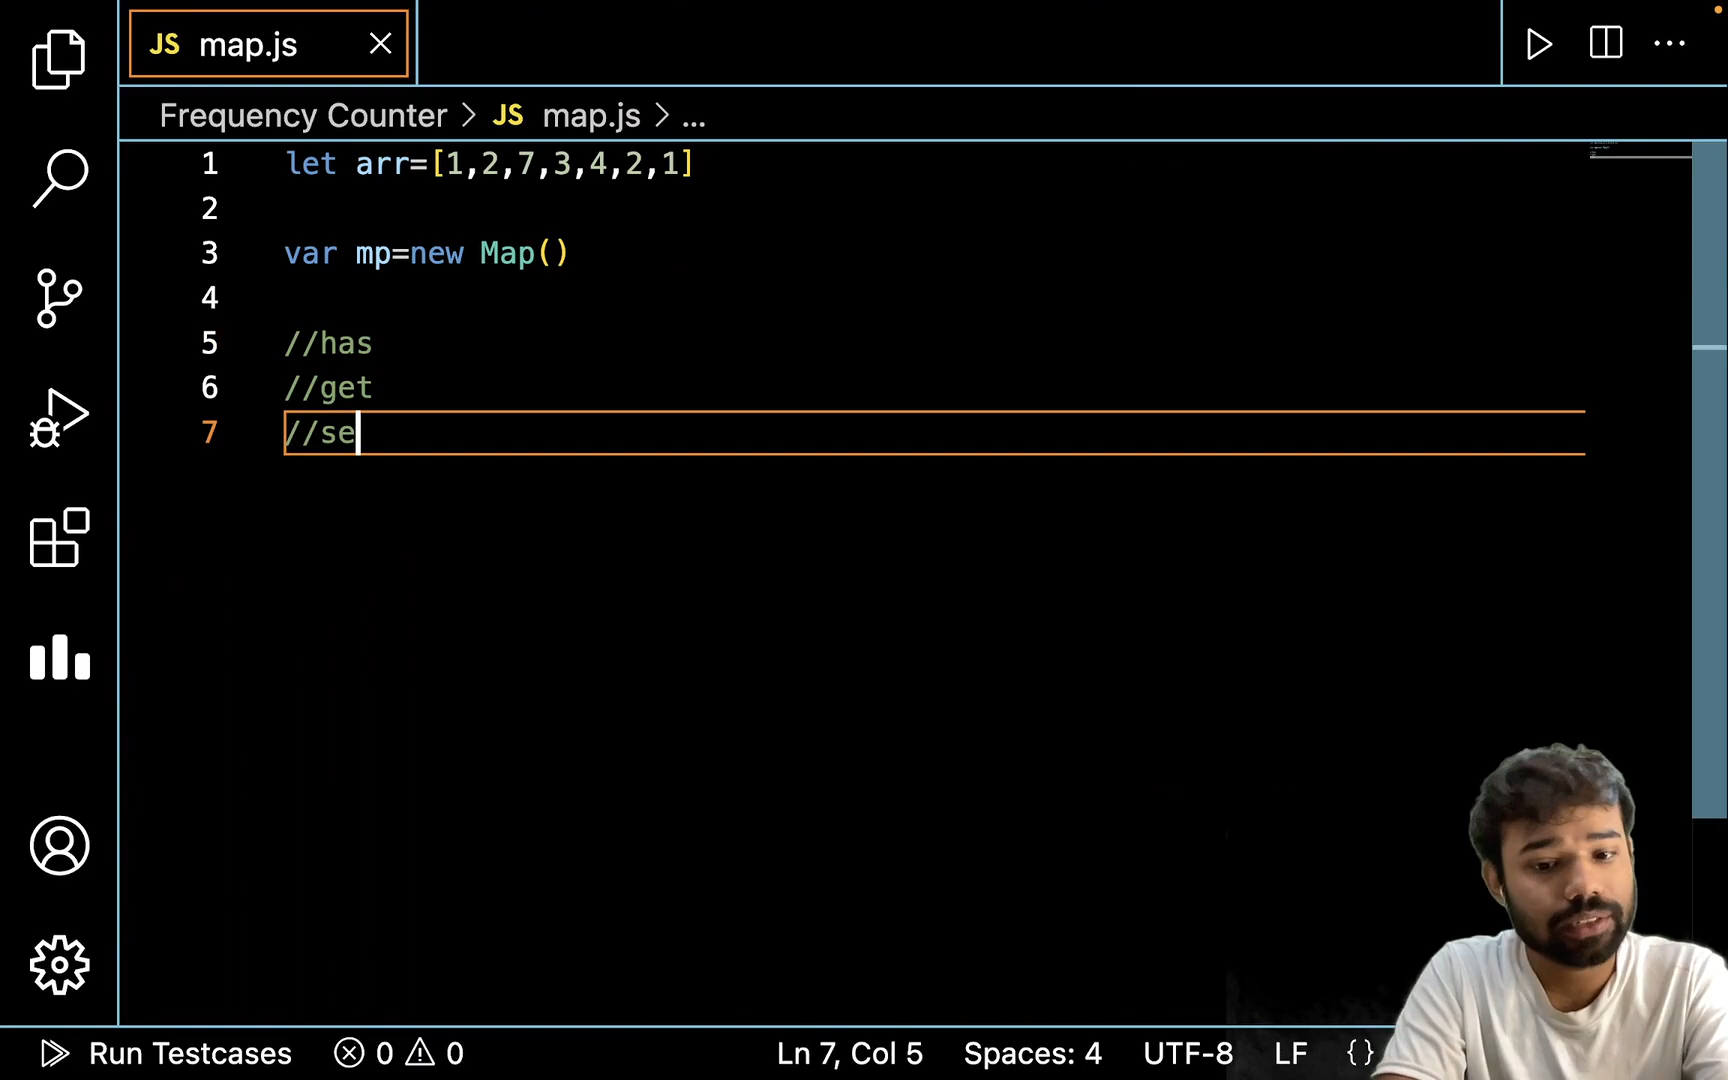 JS map.js
Frequency Counter > JS map.js > ...
1 let arr=[1,2,7,3,4,2,1]
2
3 var mp=new Map()
4
5 //has
6 //get
7 //se
Run Testcases 0 0 Ln 7, Col 5 Spaces: 4 UTF-8 LF {}